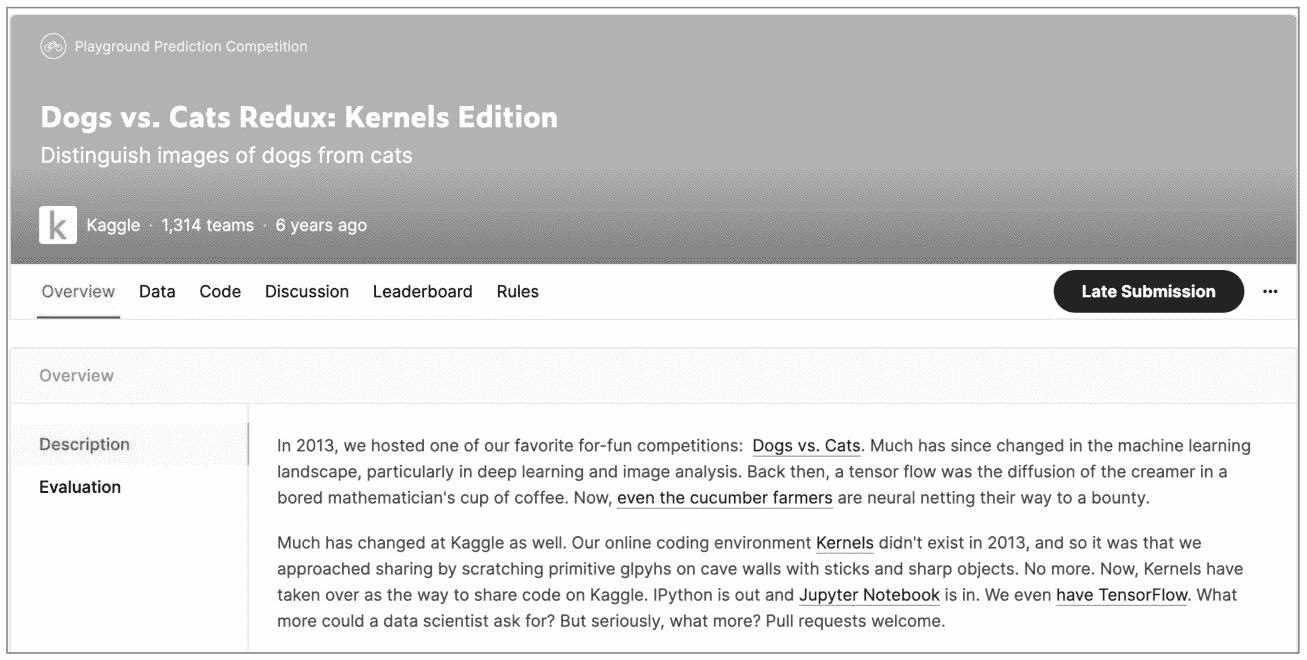 Playground Prediction Competition
Dogs vs. Cats Redux: Kernels Edition
Distinguish images of dogs from cats
k Kaggle · 1,314 teams · 6 years ago
Overview Data Code Discussion Leaderboard Rules Late Submission ...
Overview
Description
Evaluation
In 2013, we hosted one of our favorite for-fun competitions: Dogs vs. Cats. Much has since changed in the machine learning
landscape, particularly in deep learning and image analysis. Back then, a tensor flow was the diffusion of the creamer in a
bored mathematician's cup of coffee. Now, even the cucumber farmers are neural netting their way to a bounty.
Much has changed at Kaggle as well. Our online coding environment Kernels didn't exist in 2013, and so it was that we
approached sharing by scratching primitive glpyhs on cave walls with sticks and sharp objects. No more. Now, Kernels have
taken over as the way to share code on Kaggle. IPython is out and Jupyter Notebook is in. We even have TensorFlow. What
more could a data scientist ask for? But seriously, what more? Pull requests welcome.